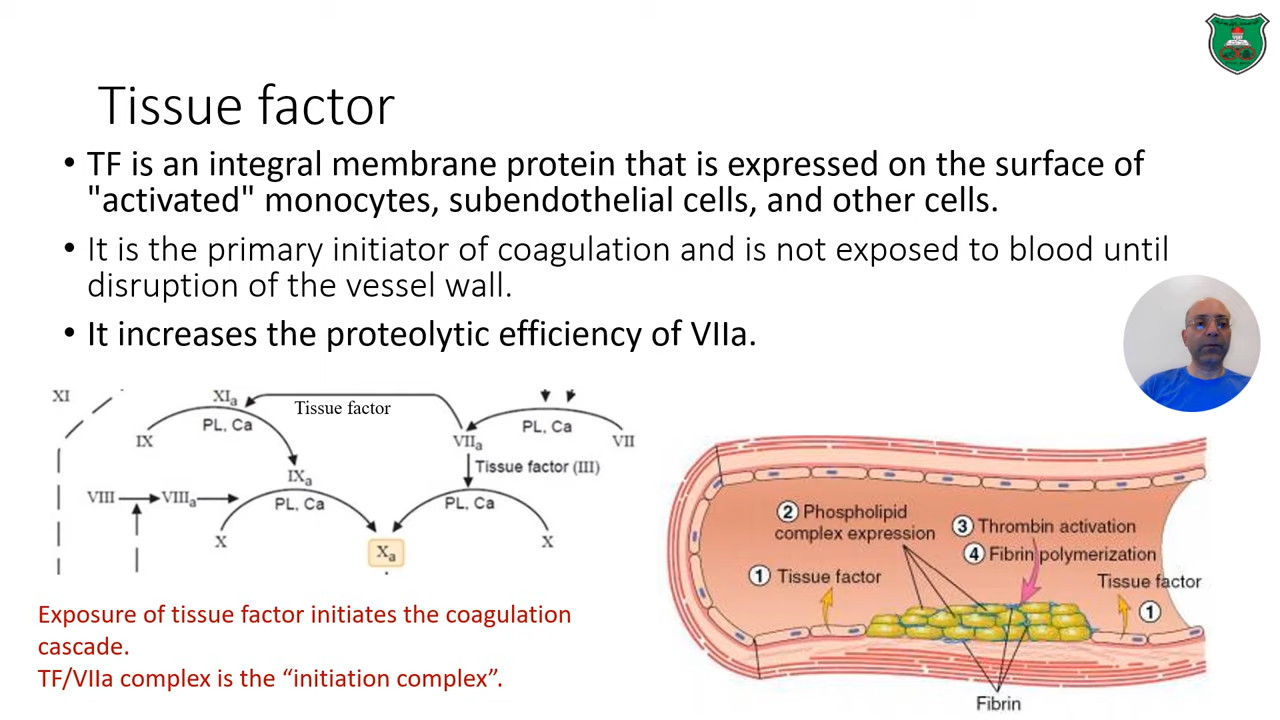 Tissue factor
• TF is an integral membrane protein that is expressed on the surface of
"activated" monocytes, subendothelial cells, and other cells.
• It is the primary initiator of coagulation and is not exposed to blood until
disruption of the vessel wall.
• It increases the proteolytic efficiency of VIIa.
XI
XIa
Tissue factor
PL, Ca
PL, Ca
IX
VIIa
VII
Tissue factor (III)
IXa
VIII
VIIIa
PL, Ca
PL, Ca
X
X
Xa
2 Phospholipid
complex expression
3 Thrombin activation
4 Fibrin polymerization
1 Tissue factor
Tissue factor
1
Fibrin
Exposure of tissue factor initiates the coagulation
cascade.
TF/VIIa complex is the “initiation complex”.